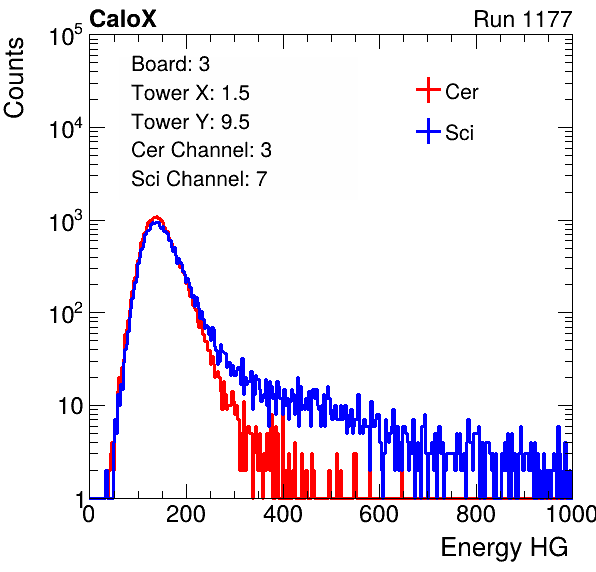 CaloX Run 1177
Counts
10^5
10^4
10^3
10^2
10
1
Board: 3
Tower X: 1.5
Tower Y: 9.5
Cer Channel: 3
Sci Channel: 7
Cer
Sci
0 200 400 600 800 1000
Energy HG